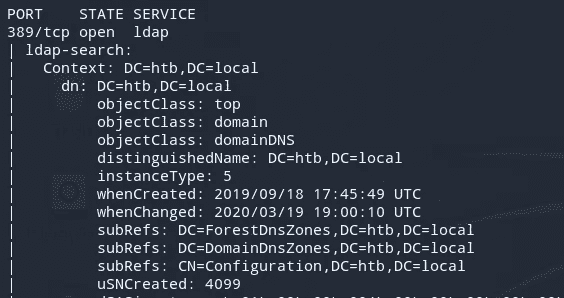 PORT    STATE SERVICE
389/tcp open  ldap
| ldap-search:
|   Context: DC=htb,DC=local
|     dn: DC=htb,DC=local
|         objectClass: top
|         objectClass: domain
|         objectClass: domainDNS
|         distinguishedName: DC=htb,DC=local
|         instanceType: 5
|         whenCreated: 2019/09/18 17:45:49 UTC
|         whenChanged: 2020/03/19 19:00:10 UTC
|         subRefs: DC=ForestDnsZones,DC=htb,DC=local
|         subRefs: DC=DomainDnsZones,DC=htb,DC=local
|         subRefs: CN=Configuration,DC=htb,DC=local
|         uSNCreated: 4099